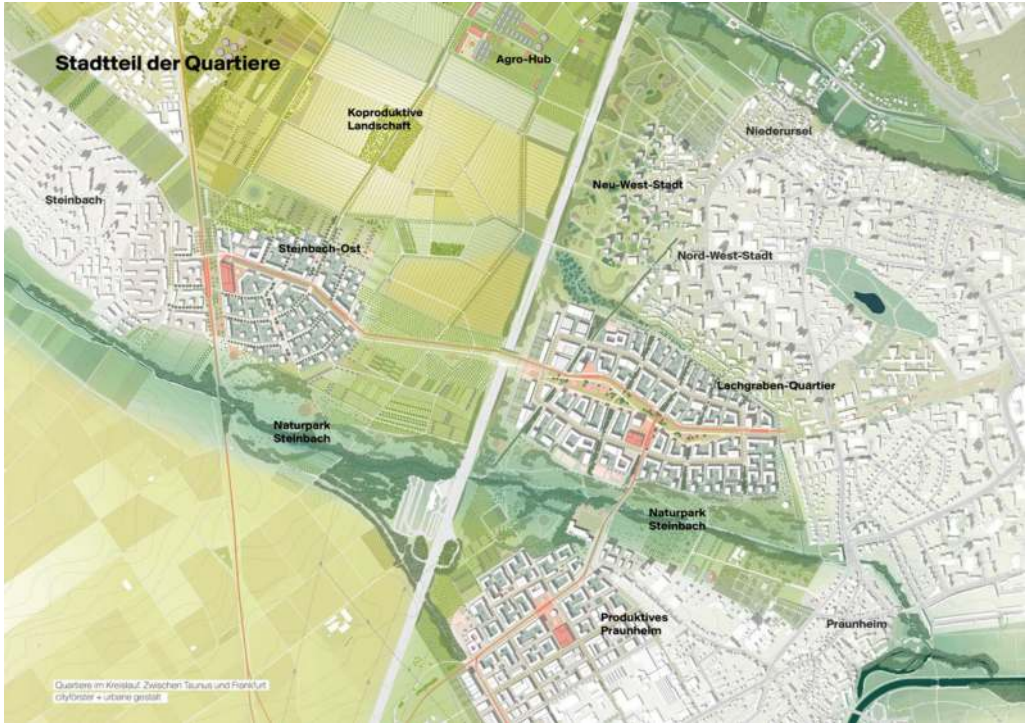 Stadtteil der Quartiere
Agro-Hub
Koproduktive
Landschaft
Niederursel
Neu-West-Stadt
Steinbach
Steinbach-Ost
Nord-West-Stadt
Lachgraben-Quartier
Naturpark
Steinbach
Naturpark
Steinbach
Produktives
Praunheim
Praunheim
Quartiere im Kreislauf. Zwischen Taunus und Frankfurt
cityförster + urbane gestalt